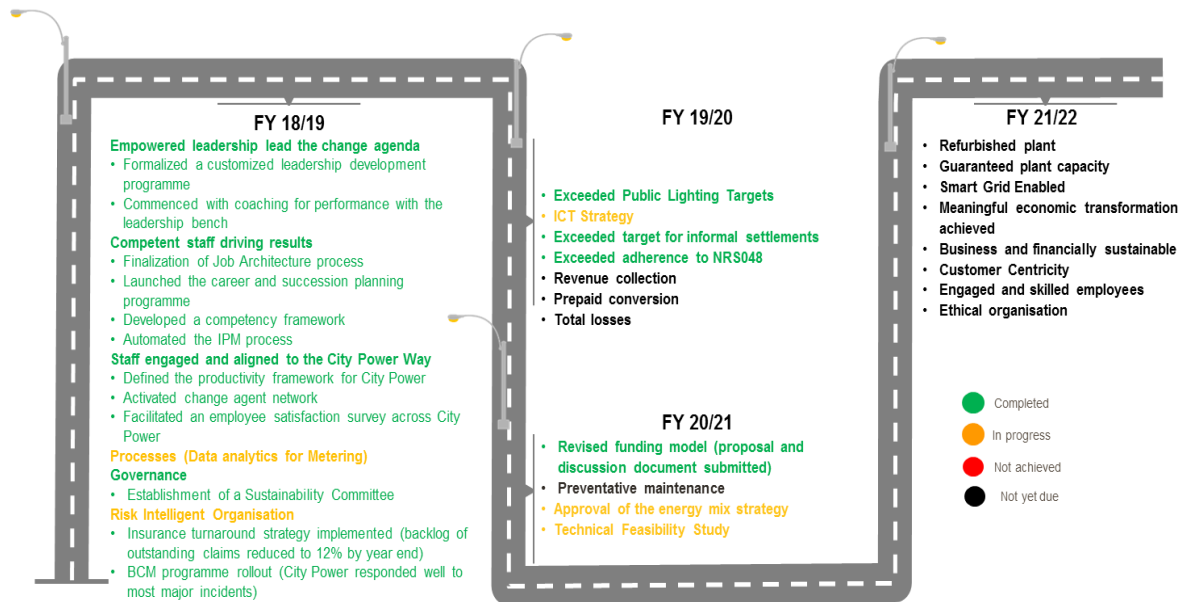 FY 18/19
Empowered leadership lead the change agenda
• Formalized a customized leadership development
programme
• Commenced with coaching for performance with the
leadership bench
Competent staff driving results
• Finalization of Job Architecture process
• Launched the career and succession planning
programme
• Developed a competency framework
• Automated the IPM process
Staff engaged and aligned to the City Power Way
• Defined the productivity framework for City Power
• Activated change agent network
• Facilitated an employee satisfaction survey across City
Power
Processes (Data analytics for Metering)
Governance
• Establishment of a Sustainability Committee
Risk Intelligent Organisation
• Insurance turnaround strategy implemented (backlog of
outstanding claims reduced to 12% by year end)
• BCM programme rollout (City Power responded well to
most major incidents)
FY 19/20
• Exceeded Public Lighting Targets
• ICT Strategy
• Exceeded target for informal settlements
• Exceeded adherence to NRS048
• Revenue collection
• Prepaid conversion
• Total losses
FY 20/21
• Revised funding model (proposal and
discussion document submitted)
• Preventative maintenance
• Approval of the energy mix strategy
• Technical Feasibility Study
FY 21/22
• Refurbished plant
• Guaranteed plant capacity
• Smart Grid Enabled
• Meaningful economic transformation
achieved
• Business and financially sustainable
• Customer Centricity
• Engaged and skilled employees
• Ethical organisation
Completed
In progress
Not achieved
Not yet due